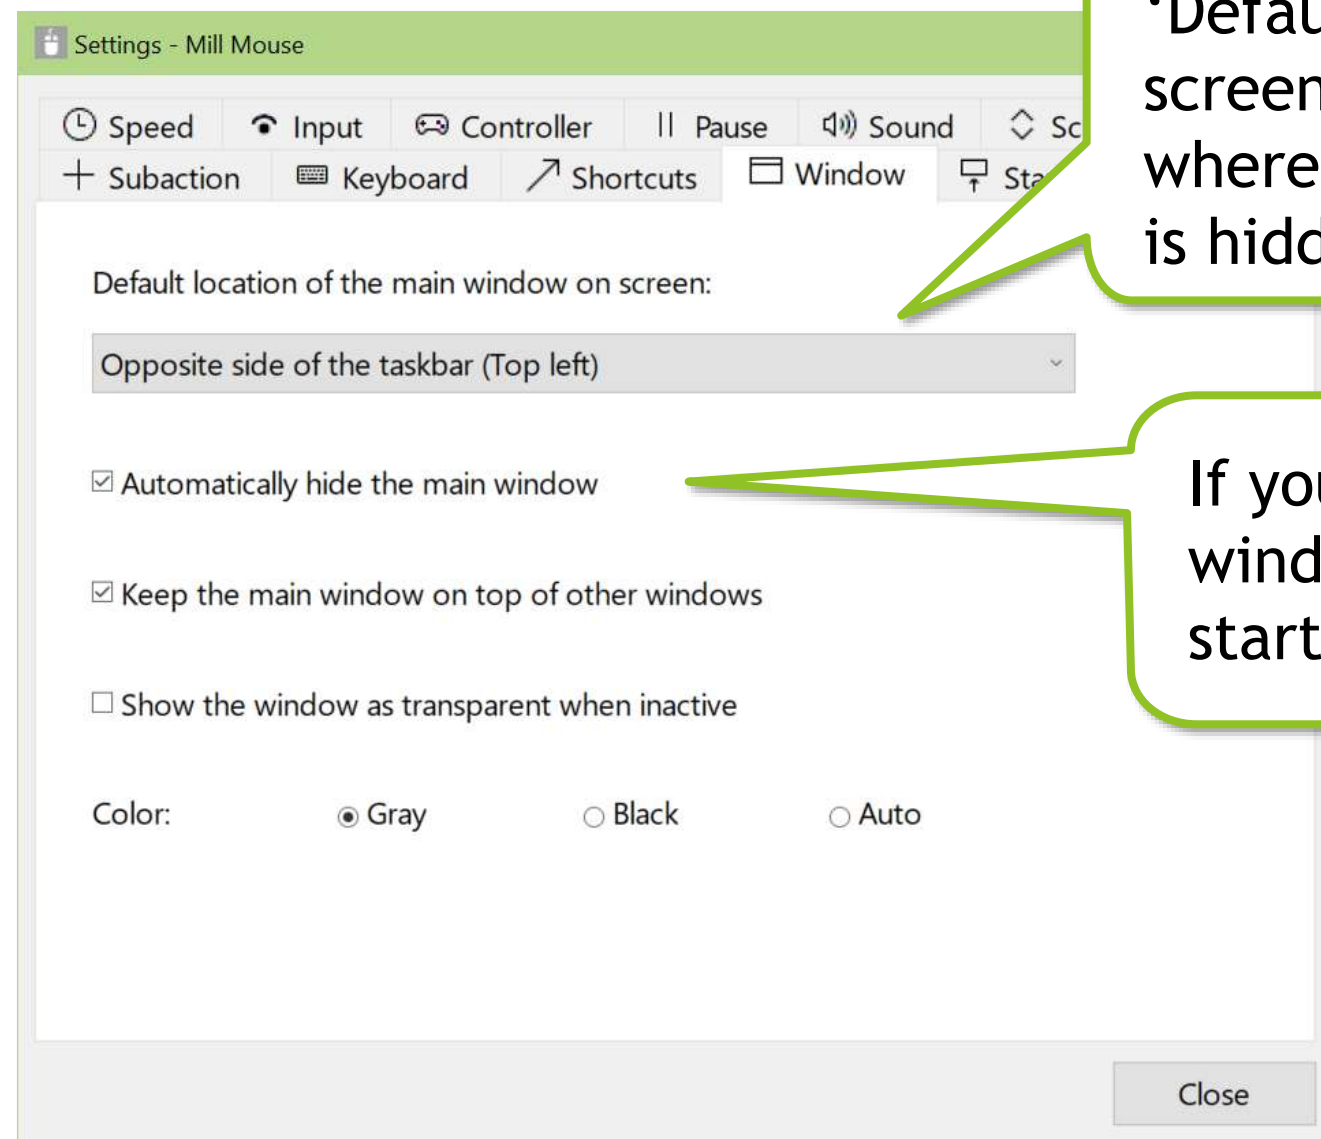 Settings - Mill Mouse
Speed Input Controller Pause Sound
Subaction Keyboard Shortcuts Window
Default location of the main window on screen:
Opposite side of the taskbar (Top left)
Automatically hide the main window
Keep the main window on top of other windows
Show the window as transparent when inactive
Color: Gray Black Auto
Close
screen
where
is
If
start